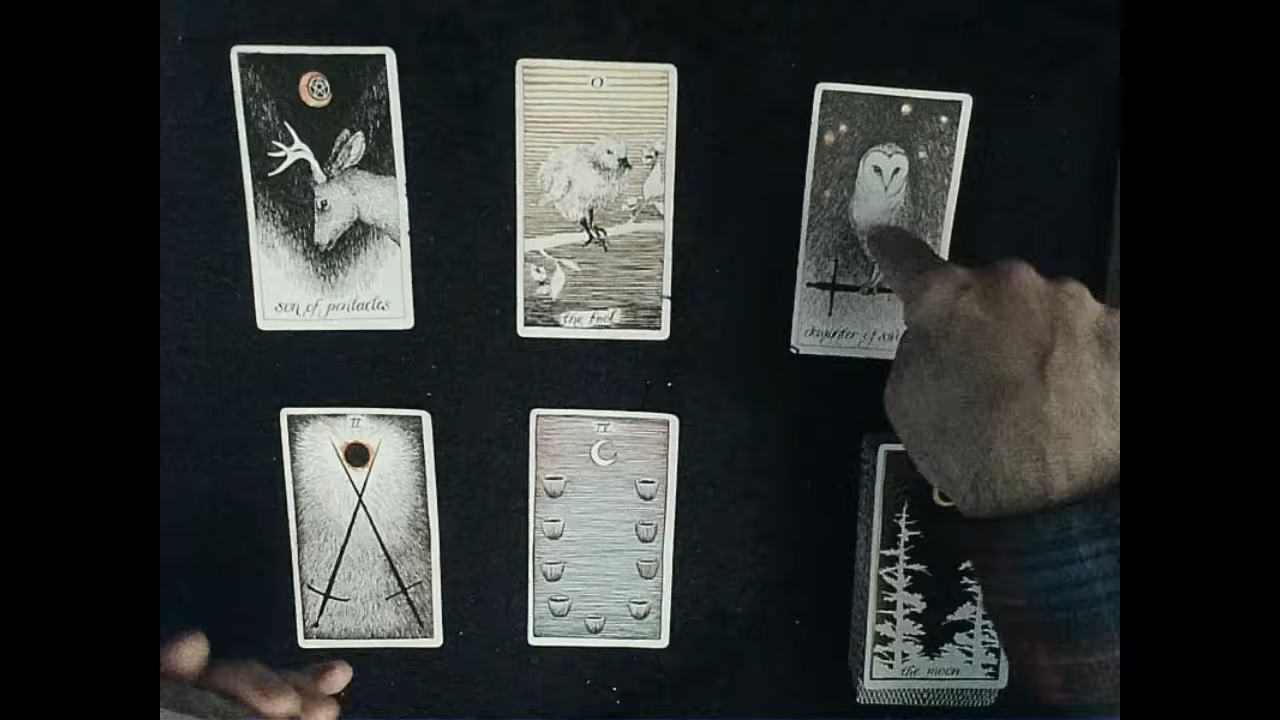 son of pentacles
0
the fool
daughter of
II
IX
the moon